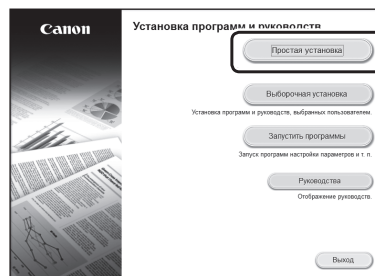 Canon
Установка программ и руководств
Простая установка
Выборочная установка
Установка программ и руководств, выбранных пользователем.
Запустить программы
Запуск программ настройки параметров и т. п.
Руководства
Отображение руководств.
Выход